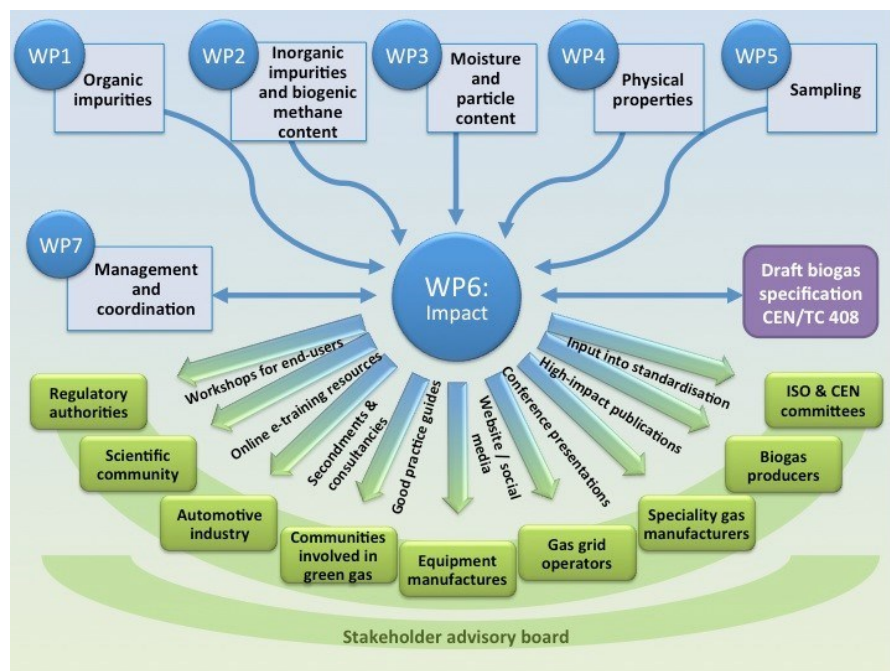 WP1
Organic
impurities
WP2
Inorganic
impurities
and biogenic
methane
content
WP3
Moisture
and
particle
content
WP4
Physical
properties
WP5
Sampling
WP7
Management
and
coordination
WP6:
Impact
Draft biogas
specification
CEN/TC 408
Workshops for end-users
Online e-training resources
Secondments &
consultancies
Good practice guides
Website / social
media
Conference presentations
High-impact publications
Input into standardisation
Regulatory
authorities
Scientific
community
Automotive
industry
Communities
involved in
green gas
Equipment
manufactures
Gas grid
operators
Speciality gas
manufacturers
Biogas
producers
ISO & CEN
committees
Stakeholder advisory board